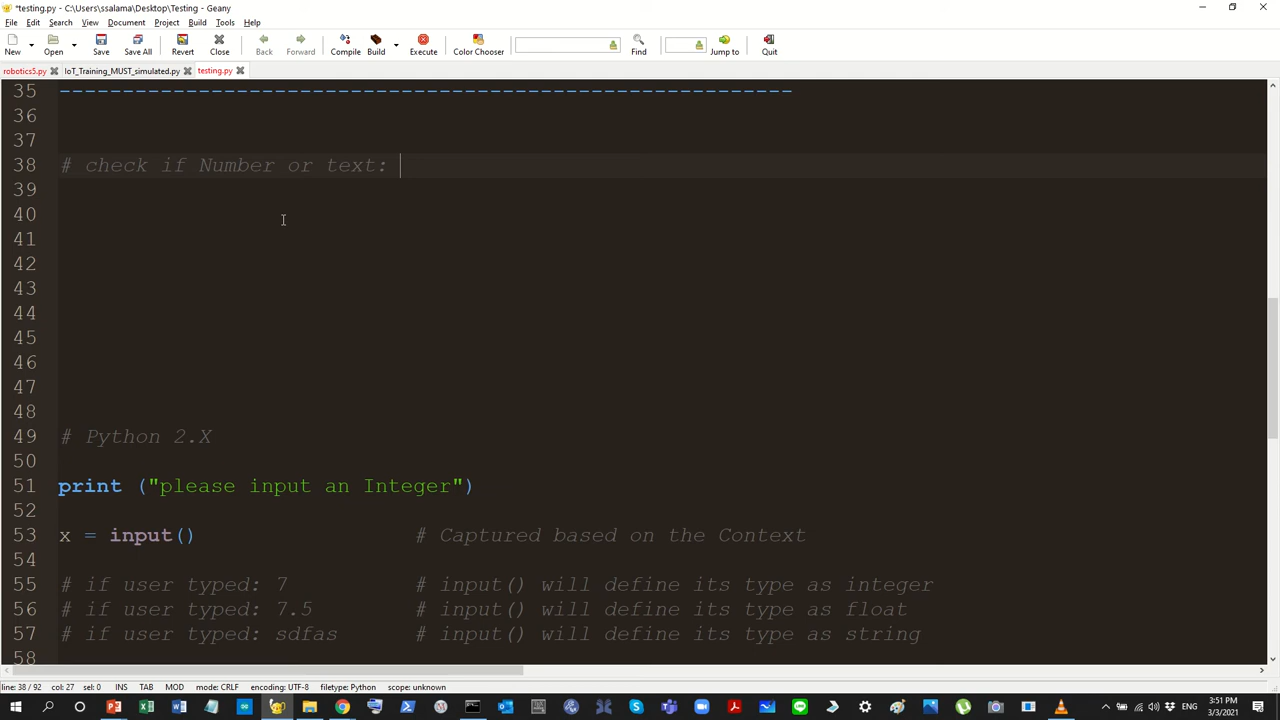 *testing.py - C:\Users\ssalama\Desktop\Testing - Geany
File Edit Search View Document Project Build Tools Help
New Open Save Save All Revert Close Back Forward Compile Build Execute Color Chooser Find Jump to Quit
robotics5.py IoT_Training_MUST_simulated.py testing.py
35 ----------------------------------------------------------
36
37
38 # check if Number or text:
39
40
41
42
43
44
45
46
47
48
49 # Python 2.X
50
51 print ("please input an Integer")
52
53 x = input() # Captured based on the Context
54
55 # if user typed: 7 # input() will define its type as integer
56 # if user typed: 7.5 # input() will define its type as float
57 # if user typed: sdfas # input() will define its type as string
58
line: 38 / 92 col: 27 sel: 0 INS TAB MOD mode: CRLF encoding: UTF-8 filetype: Python scope: unknown
ENG 3:51 PM
3/3/2021